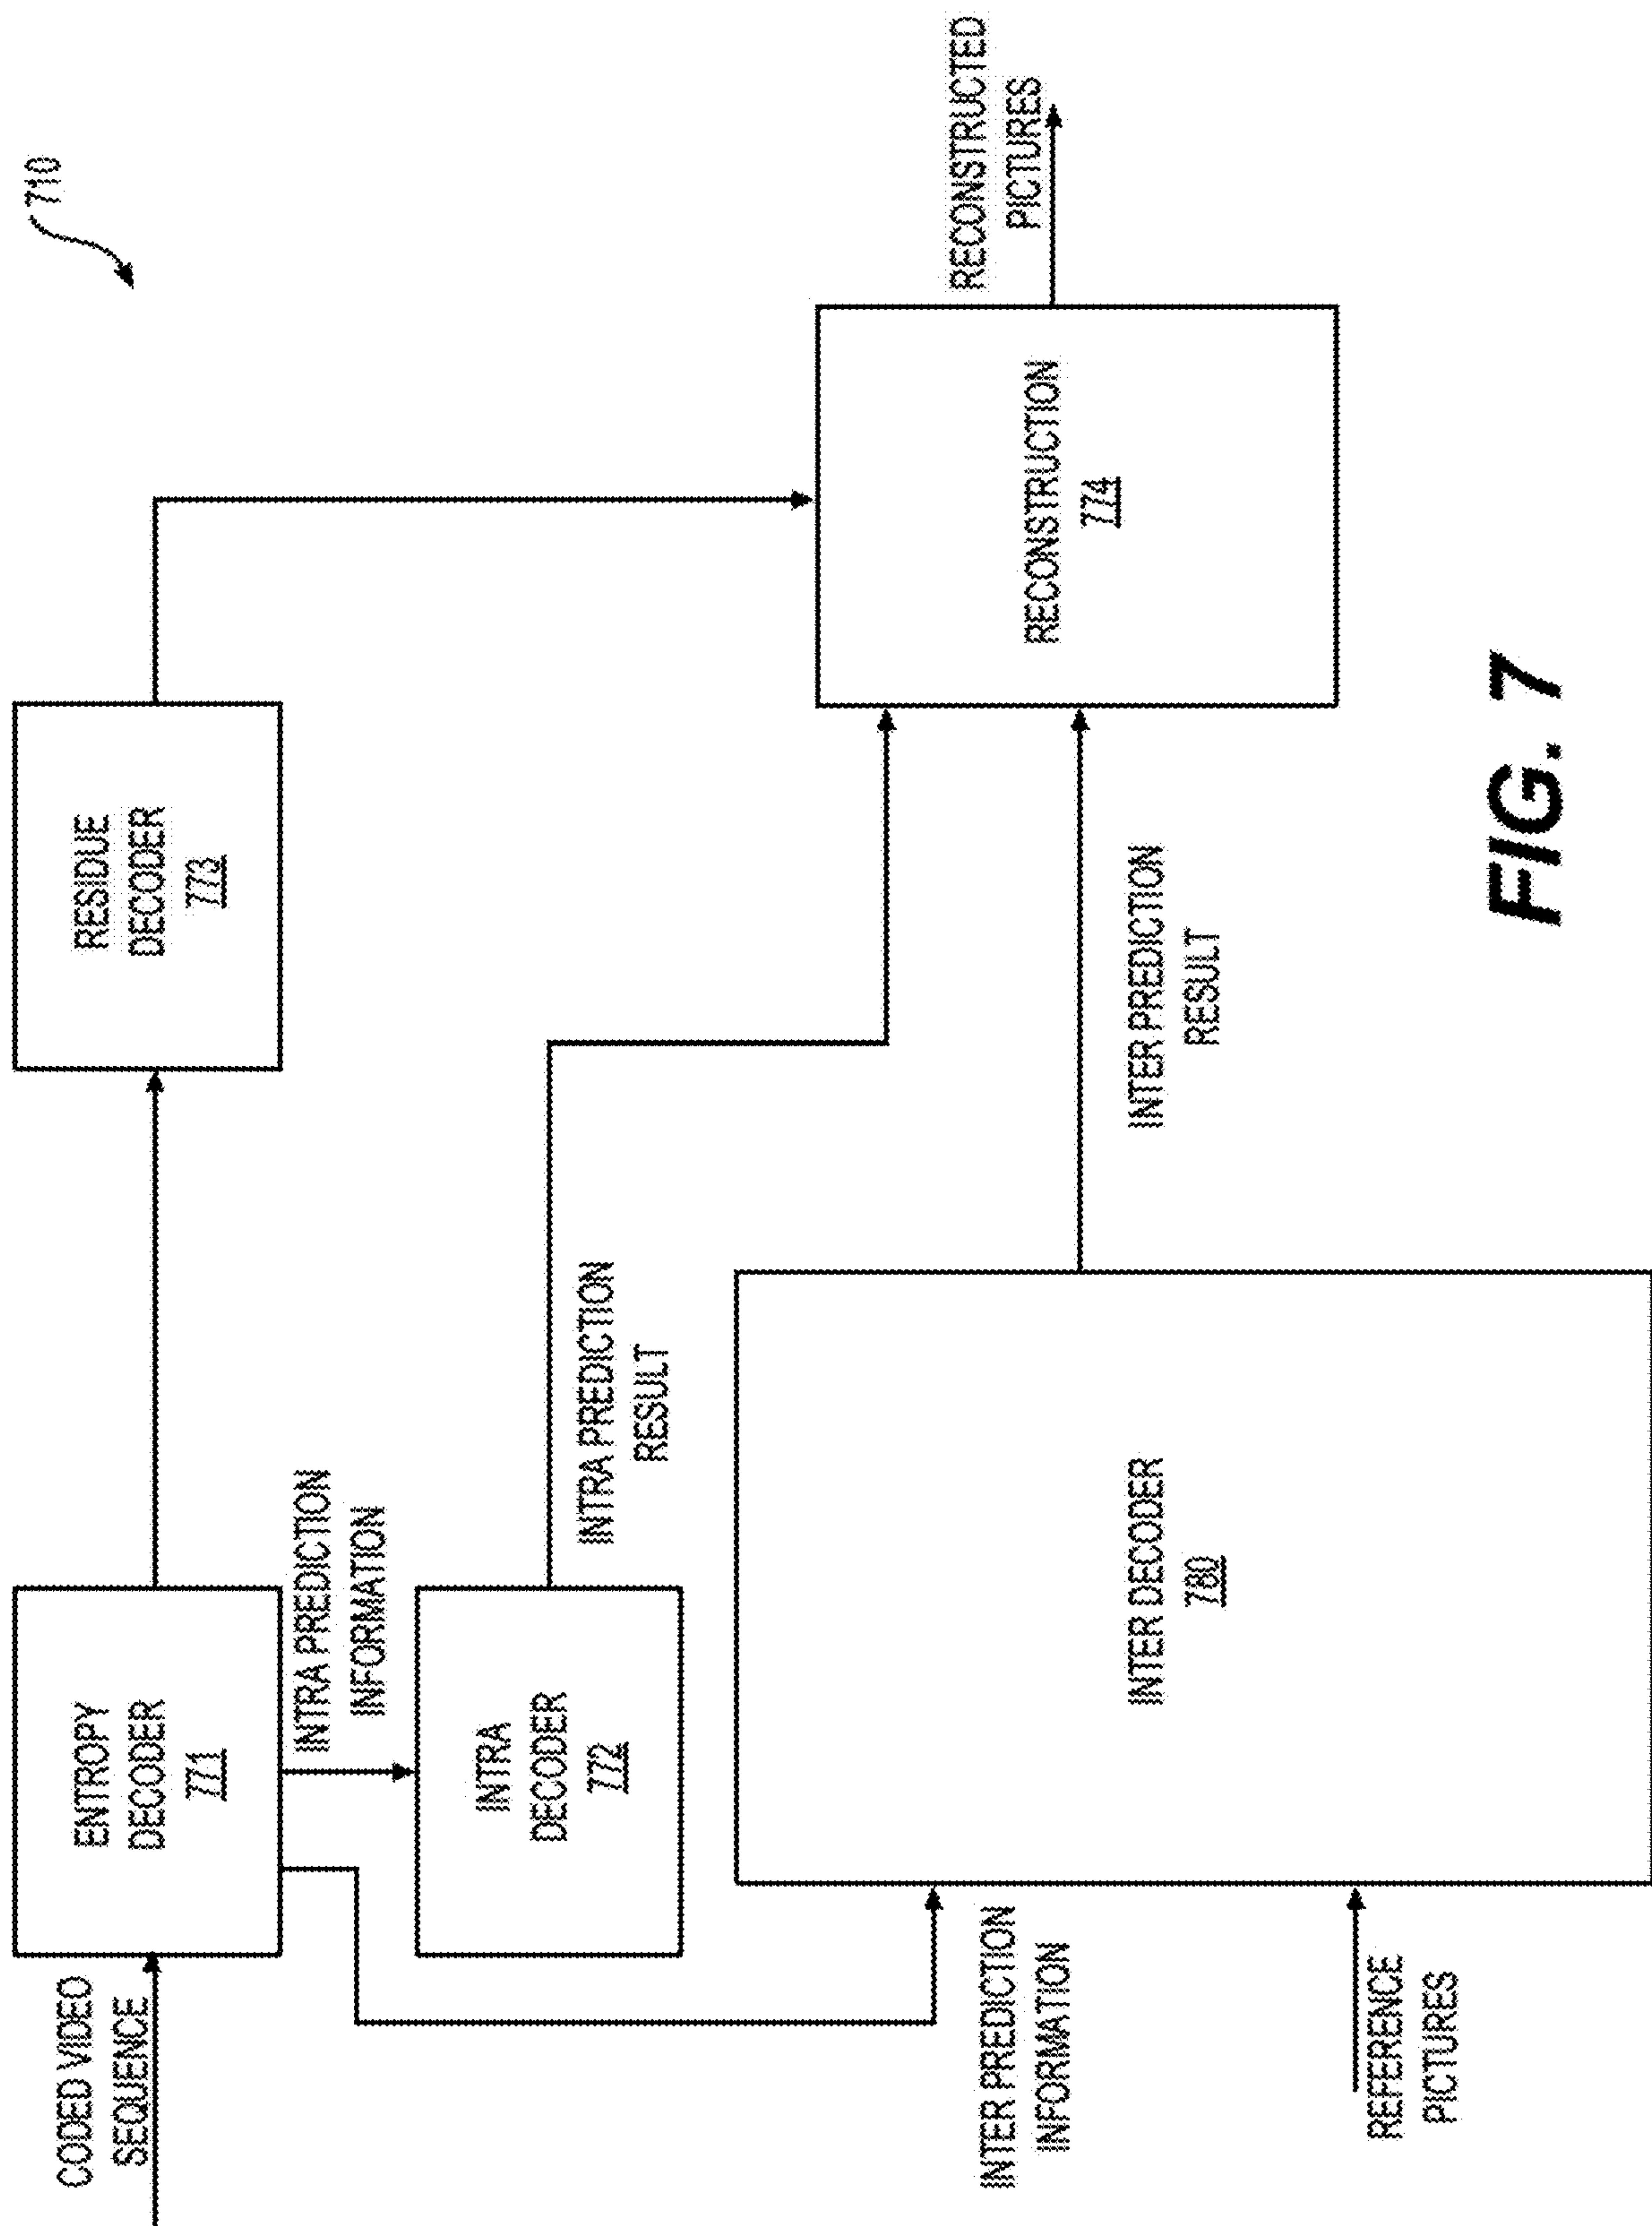 710
CODED VIDEO
SEQUENCE
ENTROPY
DECODER
771
RESIDUE
DECODER
773
INTRA PREDICTION
INFORMATION
INTRA
DECODER
772
INTRA PREDICTION
RESULT
INTER PREDICTION
INFORMATION
REFERENCE
PICTURES
INTER DECODER
780
INTER PREDICTION
RESULT
RECONSTRUCTION
774
RECONSTRUCTED
PICTURES
FIG. 7